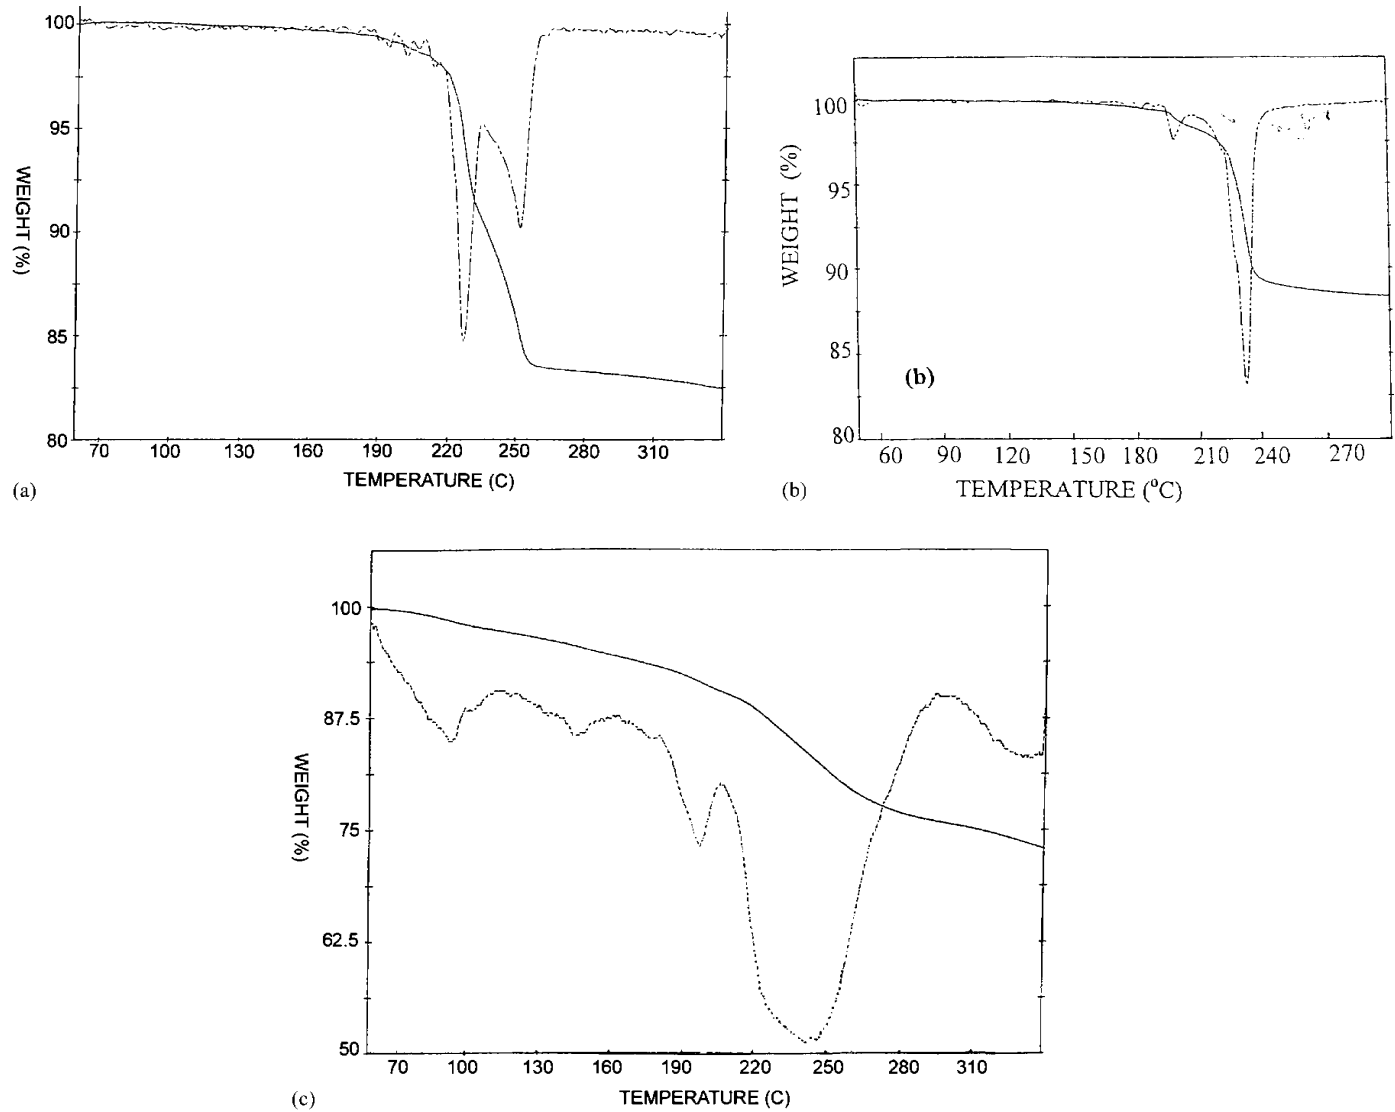 100
95
90
85
80
WEIGHT (%)
70 100 130 160 190 220 250 280 310
TEMPERATURE (C)
(a)
100
95
90
85
80
WEIGHT (%)
(b)
60 90 120 150 180 210 240 270
TEMPERATURE (°C)
(b)
100
87.5
75
62.5
50
WEIGHT (%)
70 100 130 160 190 220 250 280 310
TEMPERATURE (C)
(c)